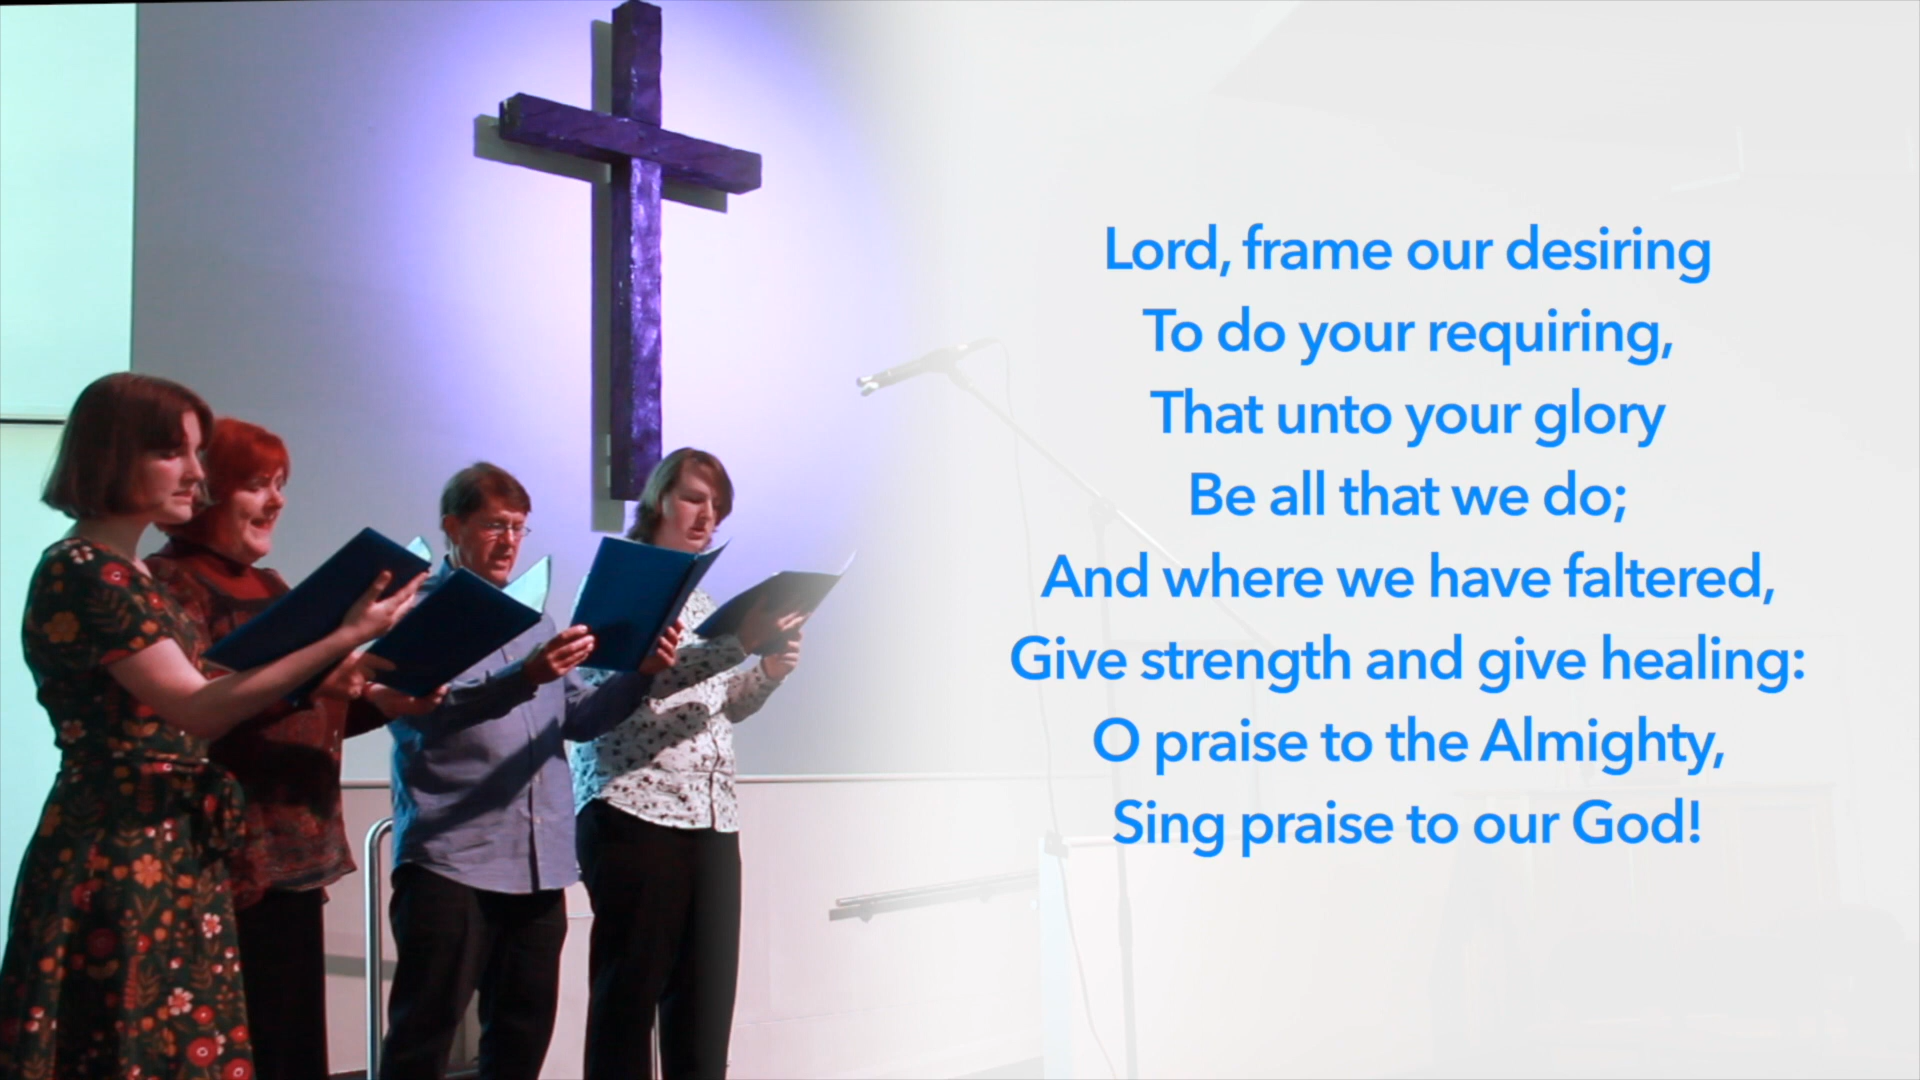 Lord, frame our desiring
To do your requiring,
That unto your glory
Be all that we do;
And where we have faltered,
Give strength and give healing:
O praise to the Almighty,
Sing praise to our God!